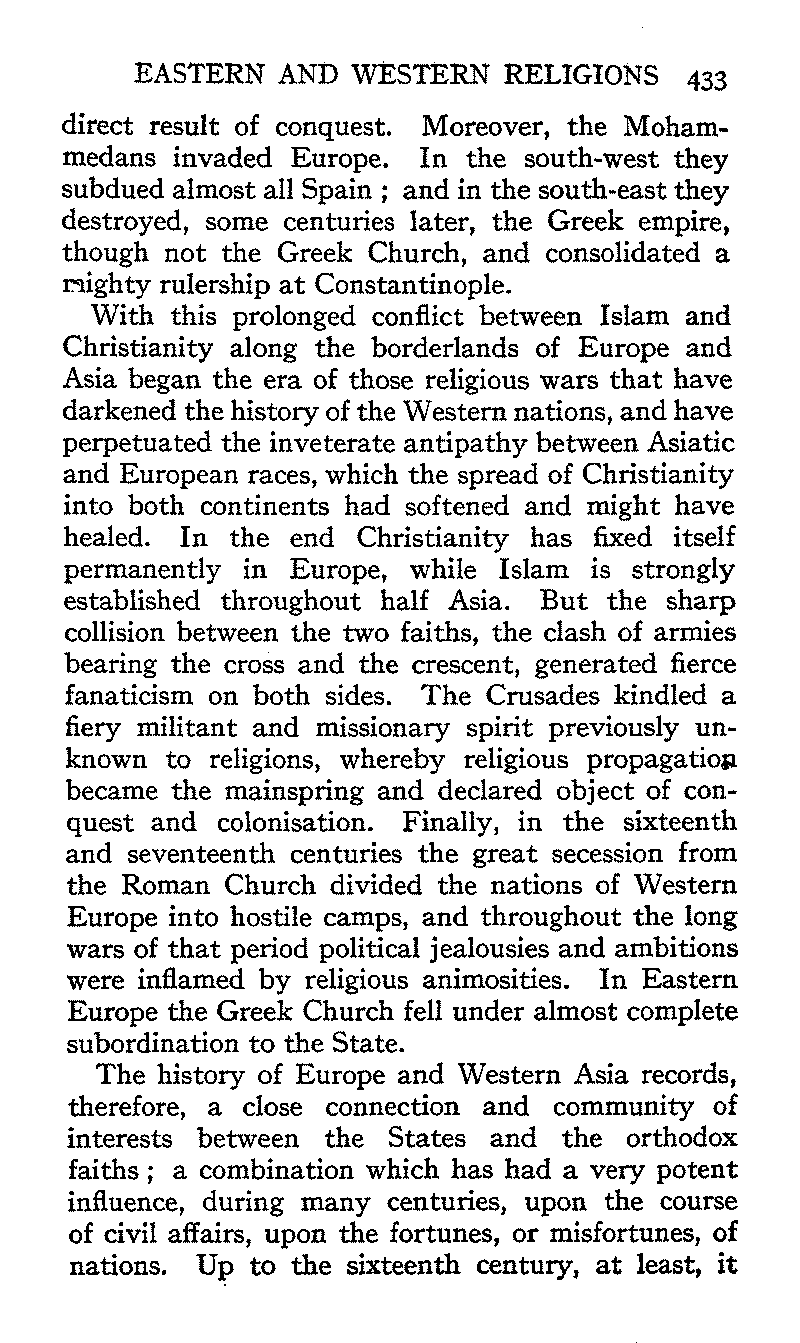 EASTERN AND WESTERN RELIGIONS 433
direct result of conquest. Moreover, the Moham-
medans invaded Europe. In the south-west they
subdued almost all Spain ; and in the south-east they
destroyed, some centuries later, the Greek empire,
though not the Greek Church, and consolidated a
mighty rulership at Constantinople.
With this prolonged conflict between Islam and
Christianity along the borderlands of Europe and
Asia began the era of those religious wars that have
darkened the history of the Western nations, and have
perpetuated the inveterate antipathy between Asiatic
and European races, which the spread of Christianity
into both continents had softened and might have
healed. In the end Christianity has fixed itself
permanently in Europe, while Islam is strongly
established throughout half Asia. But the sharp
collision between the two faiths, the clash of armies
bearing the cross and the crescent, generated fierce
fanaticism on both sides. The Crusades kindled a
fiery militant and missionary spirit previously un-
known to religions, whereby religious propagation
became the mainspring and declared object of con-
quest and colonisation. Finally, in the sixteenth
and seventeenth centuries the great secession from
the Roman Church divided the nations of Western
Europe into hostile camps, and throughout the long
wars of that period political jealousies and ambitions
were inflamed by religious animosities. In Eastern
Europe the Greek Church fell under almost complete
subordination to the State.
The history of Europe and Western Asia records,
therefore, a close connection and community of
interests between the States and the orthodox
faiths ; a combination which has had a very potent
influence, during many centuries, upon the course
of civil affairs, upon the fortunes, or misfortunes, of
nations. Up to the sixteenth century, at least, it